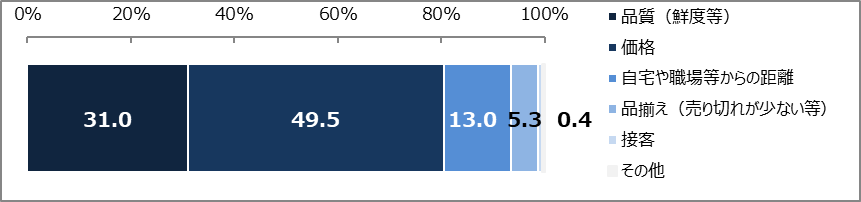 0% 20% 40% 60% 80% 100%
31.0 49.5 13.0 5.3 0.4
品質（鮮度等）
価格
自宅や職場等からの距離
品揃え（売り切れが少ない等）
接客
その他